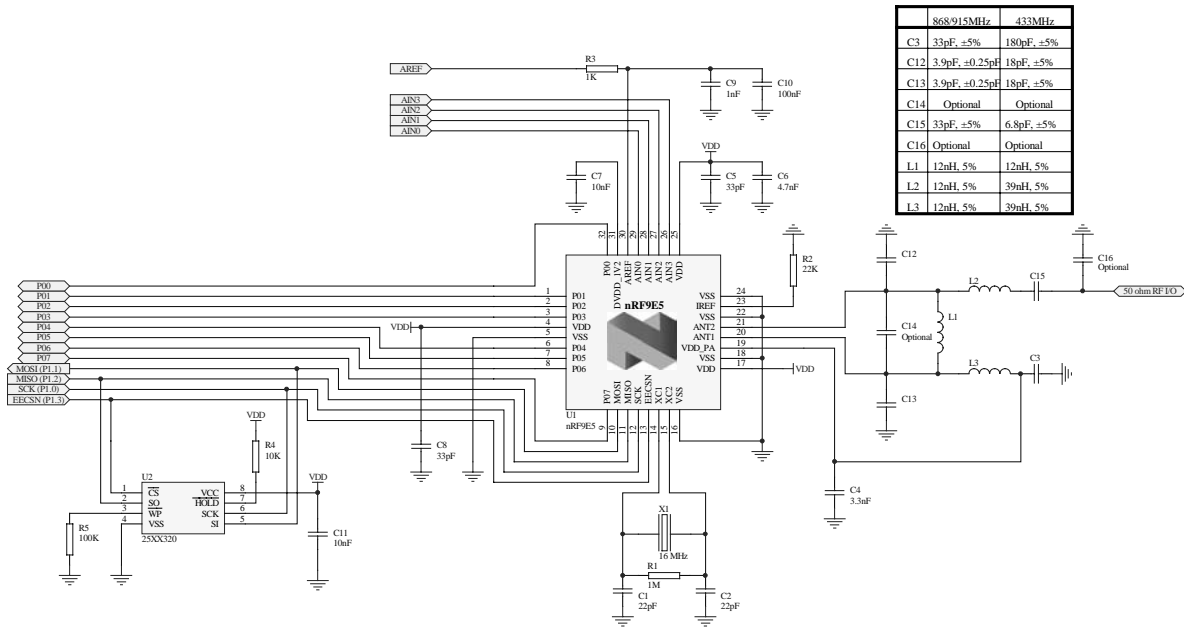 868/915MHz 433MHz
C3 33pF, ±5% 180pF, ±5%
C12 3.9pF, ±0.25pF 18pF, ±5%
C13 3.9pF, ±0.25pF 18pF, ±5%
C14 Optional Optional
C15 33pF, ±5% 6.8pF, ±5%
C16 Optional Optional
L1 12nH, 5% 12nH, 5%
L2 12nH, 5% 39nH, 5%
L3 12nH, 5% 39nH, 5%
AREF
R3
1K
C9
1nF
C10
100nF
AIN3
AIN2
AIN1
AIN0
VDD
C7
10nF
C5
33pF
C6
4.7nF
32 31 30 29 28 27 26 25
P00 DVDD_1V2 AREF AIN0 AIN1 AIN2 AIN3 VDD
R2
22K
C12
C16
Optional
P00
P01
P02
P03
P04
P05
P06
P07
MOSI (P1.1)
MISO (P1.2)
SCK (P1.0)
EECSN (P1.3)
VDD
nRF9E5
1 P01
2 P02
3 P03
4 VDD
5 VSS
6 P04
7 P05
8 P06
VSS 24
IREF 23
VSS 22
ANT2 21
ANT1 20
VDD_PA 19
VSS 18
VDD 17
VDD
P07 MOSI MISO SCK EECSN XC1 XC2 VSS
9 10 11 12 13 14 15 16
U1
nRF9E5
L2
C15
50 ohm RF I/O
L1
C14
Optional
L3
C3
C13
C4
3.3nF
C8
33pF
VDD
R4
10K
VDD
U2
1 CS VCC 8
2 SO HOLD 7
3 WP SCK 6
4 VSS SI 5
25XX320
R5
100K
C11
10nF
X1
16 MHz
R1
1M
C1
22pF
C2
22pF